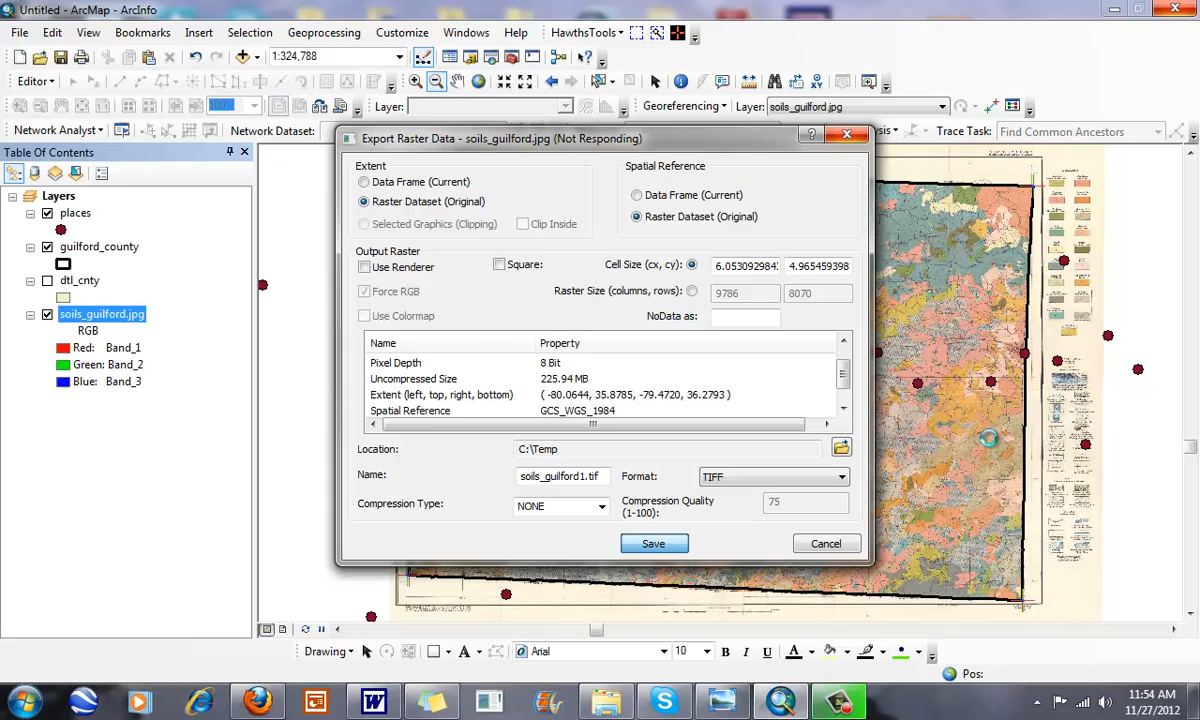 Untitled - ArcMap - ArcInfo
File Edit View Bookmarks Insert Selection Geoprocessing Customize Windows Help HawthsTools
1:324,788
Editor
100%
Layer:
Georeferencing Layer: soils_guilford.jpg
Network Analyst Network Dataset:
Trace Task: Find Common Ancestors
Table Of Contents
Layers
places
guilford_county
dtl_cnty
soils_guilford.jpg
RGB
Red: Band_1
Green: Band_2
Blue: Band_3
Export Raster Data - soils_guilford.jpg (Not Responding)
Extent
Data Frame (Current)
Raster Dataset (Original)
Selected Graphics (Clipping) Clip Inside
Spatial Reference
Data Frame (Current)
Raster Dataset (Original)
Output Raster
Use Renderer Square: Cell Size (cx, cy): 6.053092984 4.965459398
Force RGB Raster Size (columns, rows): 9786 8070
Use Colormap NoData as:
Name Property
Pixel Depth 8 Bit
Uncompressed Size 225.94 MB
Extent (left, top, right, bottom) ( -80.0644, 35.8785, -79.4720, 36.2793 )
Spatial Reference GCS_WGS_1984
Location: C:\Temp
Name: soils_guilford1.tif Format: TIFF
Compression Type: NONE Compression Quality (1-100): 75
Save Cancel
Drawing A Arial 10 B I U A
Pos:
11:54 AM
11/27/2012